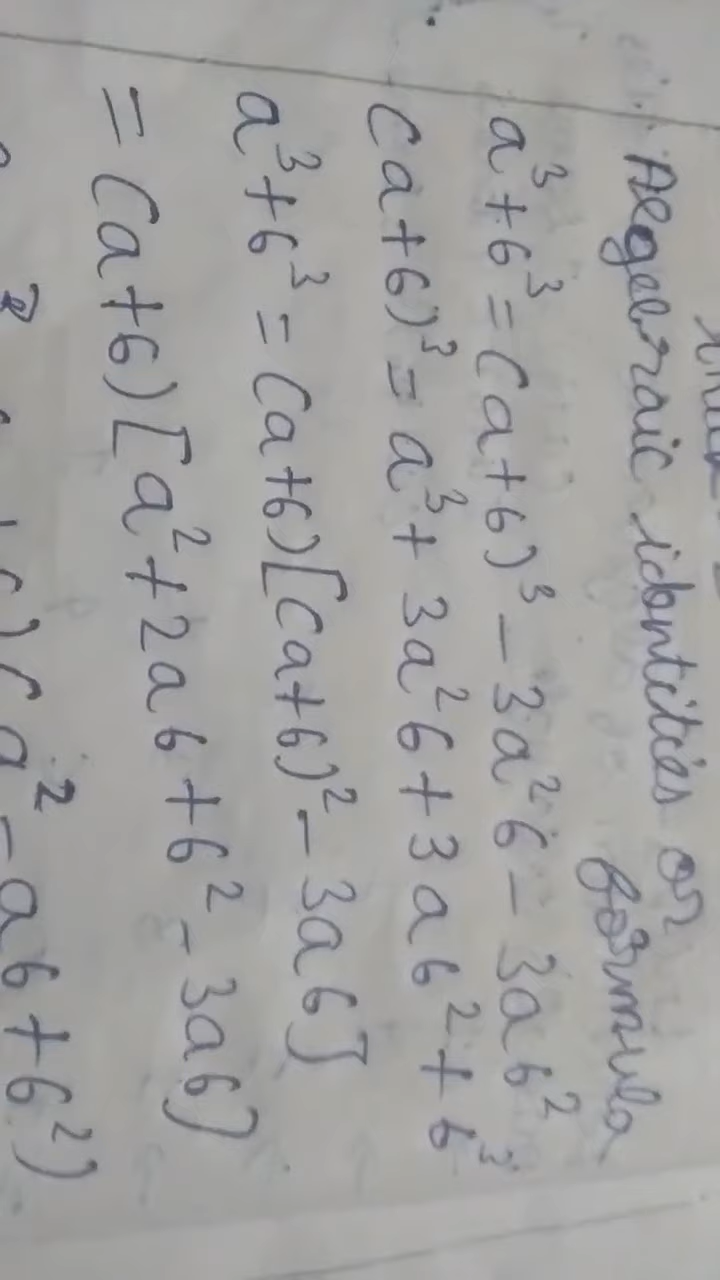 Algebraic identities or
formula
a³+b³ = (a+b)³ - 3a²b - 3ab²
(a+b)³ = a³ + 3a²b + 3ab² + b³
a³+b³ = (a+b)[(a+b)² - 3ab]
= (a+b)[a²+2ab+b² - 3ab]
a² - ab + b²)